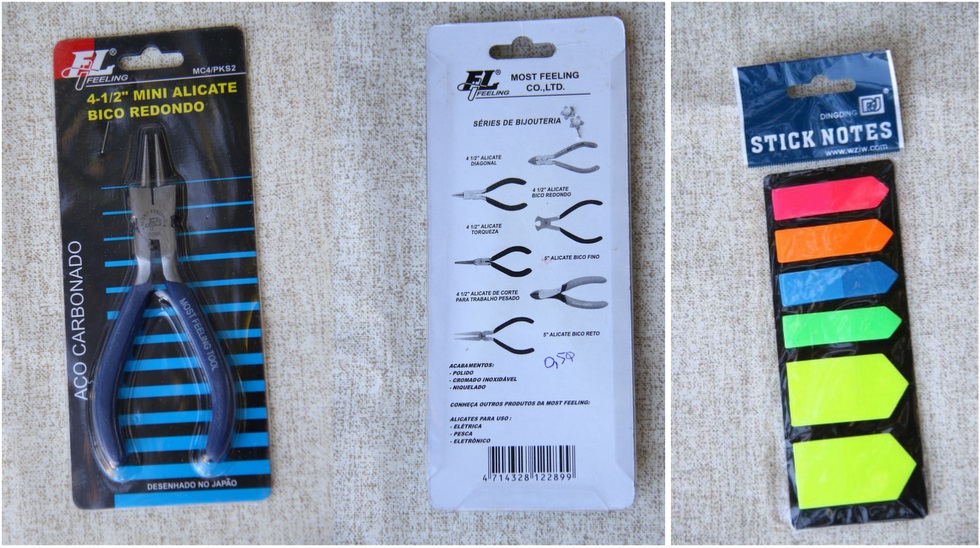 FL®
FEELING
MC4/PKS2
4-1/2" MINI ALICATE
BICO REDONDO
AÇO CARBONADO
MOST FEELING TOOL
DESENHADO NO JAPÃO
FL®
FEELING
MOST FEELING
CO.,LTD.
SÉRIES DE BIJOUTERIA
4 1/2" ALICATE
DIAGONAL
4 1/2" ALICATE
BICO REDONDO
4 1/2" ALICATE
TORQUEZA
5" ALICATE BICO FINO
4 1/2" ALICATE DE CORTE
PARA TRABALHO PESADO
5" ALICATE BICO RETO
0,50
ACABAMENTOS:
- POLIDO
- CROMADO INOXIDÁVEL
- NIQUELADO
CONHEÇA OUTROS PRODUTOS DA MOST FEELING:
ALICATES PARA USO :
- ELÉTRICA
- PESCA
- ELETRÔNICO
4 714328 122899
DINGDING
STICK NOTES
www.wzjw.com